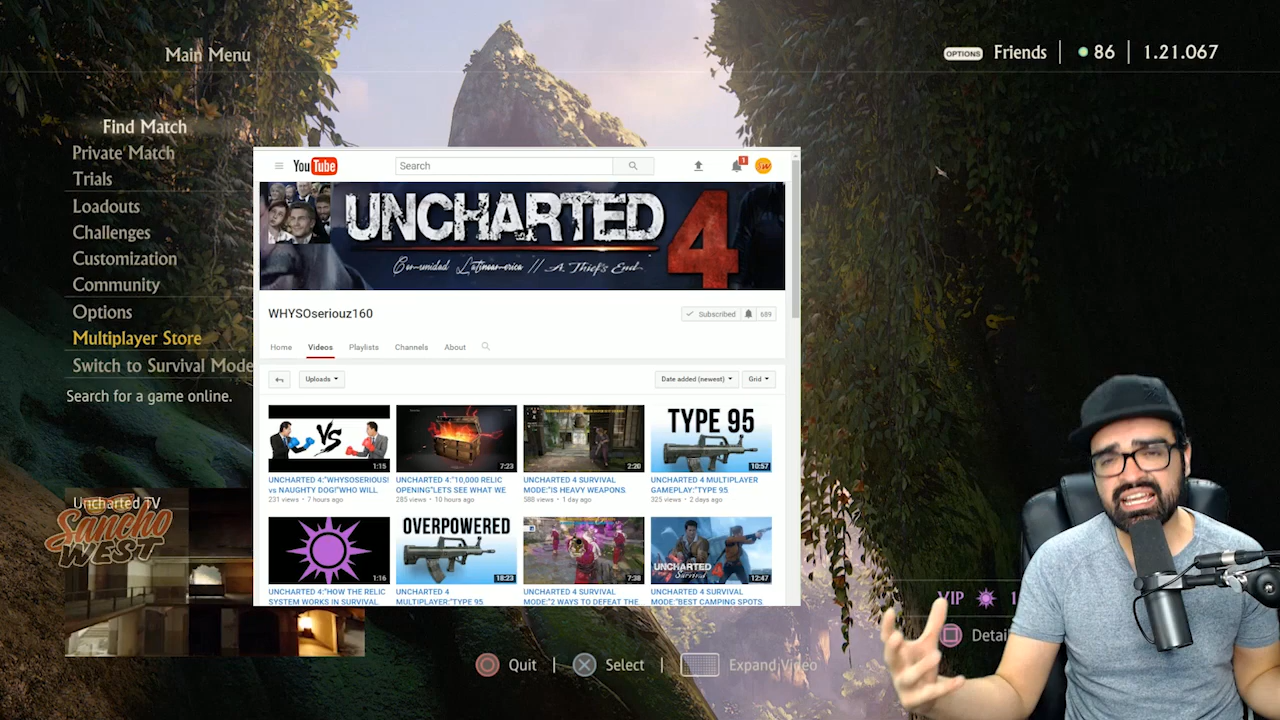 Main Menu
OPTIONS Friends 86 1.21.067
Find Match
Private Match
Trials
Loadouts
Challenges
Customization
Community
Options
Multiplayer Store
Switch to Survival Mode
Search for a game online.
Uncharted TV
Sancho
WEST
YouTube Search 1
UNCHARTED 4
Comunidad Latinoamerica // A Thief's End
WHYSOseriouz160
Subscribed 689
Home Videos Playlists Channels About
Uploads Date added (newest) Grid
VS
1:15
UNCHARTED 4:"WHYSOSERIOUS!
vs NAUGHTY DOG!"WHO WILL
231 views • 7 hours ago
7:23
UNCHARTED 4:"10,000 RELIC
OPENING"LETS SEE WHAT WE
285 views • 10 hours ago
2:20
UNCHARTED 4 SURVIVAL
MODE:"IS HEAVY WEAPONS.
588 views • 1 day ago
TYPE 95
10:57
UNCHARTED 4 MULTIPLAYER
GAMEPLAY:"TYPE 95
325 views • 2 days ago
1:16
UNCHARTED 4:"HOW THE RELIC
SYSTEM WORKS IN SURVIVAL
OVERPOWERED
18:23
UNCHARTED 4
MULTIPLAYER:"TYPE 95
7:38
UNCHARTED 4 SURVIVAL
MODE:"2 WAYS TO DEFEAT THE
UNCHARTED
Survival
12:47
UNCHARTED 4 SURVIVAL
MODE:"BEST CAMPING SPOTS.
VIP 1
Quit Select Expand Video